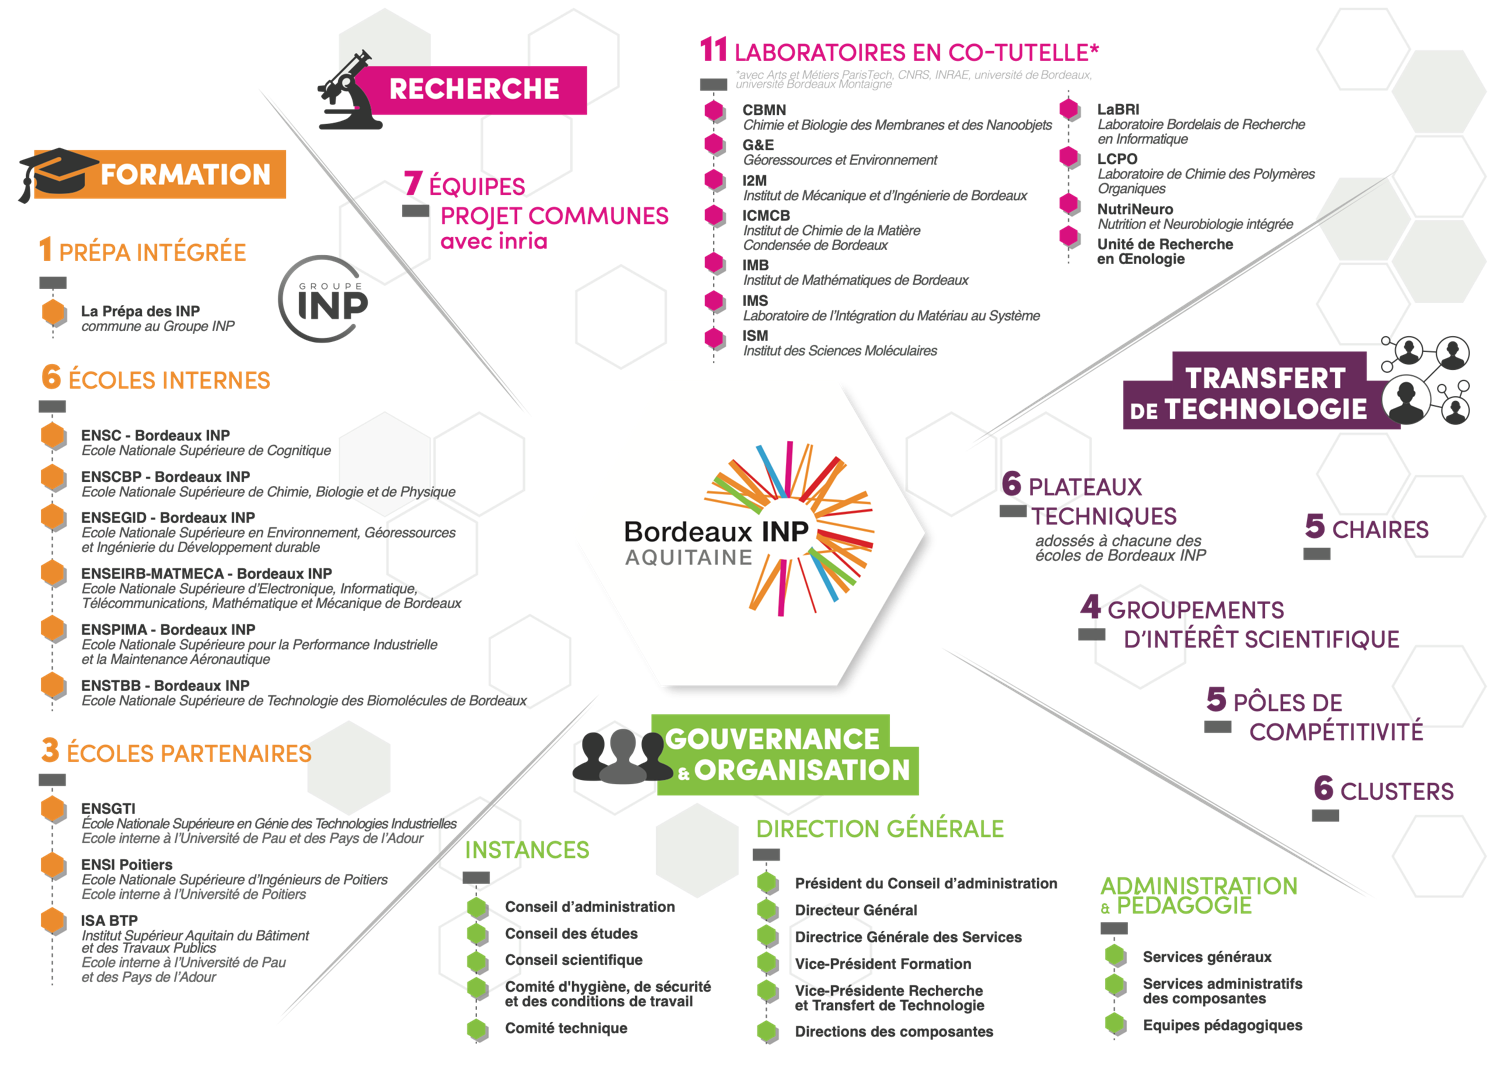 FORMATION
1 PRÉPA INTÉGRÉE
La Prépa des INP
commune au Groupe INP
GROUPE
INP
6 ÉCOLES INTERNES
ENSC - Bordeaux INP
Ecole Nationale Supérieure de Cognitique
ENSCBP - Bordeaux INP
Ecole Nationale Supérieure de Chimie, Biologie et de Physique
ENSEGID - Bordeaux INP
Ecole Nationale Supérieure en Environnement, Géoressources
et Ingénierie du Développement durable
ENSEIRB-MATMECA - Bordeaux INP
Ecole Nationale Supérieure d'Electronique, Informatique,
Télécommunications, Mathématique et Mécanique de Bordeaux
ENSPIMA - Bordeaux INP
Ecole Nationale Supérieure pour la Performance Industrielle
et la Maintenance Aéronautique
ENSTBB - Bordeaux INP
Ecole Nationale Supérieure de Technologie des Biomolécules de Bordeaux
3 ÉCOLES PARTENAIRES
ENSGTI
École Nationale Supérieure en Génie des Technologies Industrielles
Ecole interne à l'Université de Pau et des Pays de l'Adour
ENSI Poitiers
Ecole Nationale Supérieure d'Ingénieurs de Poitiers
Ecole interne à l'Université de Poitiers
ISA BTP
Institut Supérieur Aquitain du Bâtiment
et des Travaux Publics
Ecole interne à l'Université de Pau
et des Pays de l'Adour
RECHERCHE
7 ÉQUIPES
PROJET COMMUNES
avec inria
11 LABORATOIRES EN CO-TUTELLE*
*avec Arts et Métiers ParisTech, CNRS, INRAE, université de Bordeaux,
université Bordeaux Montaigne
CBMN
Chimie et Biologie des Membranes et des Nanoobjets
G&E
Géoressources et Environnement
I2M
Institut de Mécanique et d'Ingénierie de Bordeaux
ICMCB
Institut de Chimie de la Matière
Condensée de Bordeaux
IMB
Institut de Mathématiques de Bordeaux
IMS
Laboratoire de l'Intégration du Matériau au Système
ISM
Institut des Sciences Moléculaires
LaBRI
Laboratoire Bordelais de Recherche
en Informatique
LCPO
Laboratoire de Chimie des Polymères
Organiques
NutriNeuro
Nutrition et Neurobiologie intégrée
Unité de Recherche
en Œnologie
Bordeaux INP
AQUITAINE
TRANSFERT
DE TECHNOLOGIE
6 PLATEAUX
TECHNIQUES
adossés à chacune des
écoles de Bordeaux INP
5 CHAIRES
4 GROUPEMENTS
D'INTÉRÊT SCIENTIFIQUE
5 PÔLES DE
COMPÉTITIVITÉ
6 CLUSTERS
GOUVERNANCE
& ORGANISATION
INSTANCES
Conseil d'administration
Conseil des études
Conseil scientifique
Comité d'hygiène, de sécurité
et des conditions de travail
Comité technique
DIRECTION GÉNÉRALE
Président du Conseil d'administration
Directeur Général
Directrice Générale des Services
Vice-Président Formation
Vice-Présidente Recherche
et Transfert de Technologie
Directions des composantes
ADMINISTRATION
& PÉDAGOGIE
Services généraux
Services administratifs
des composantes
Equipes pédagogiques